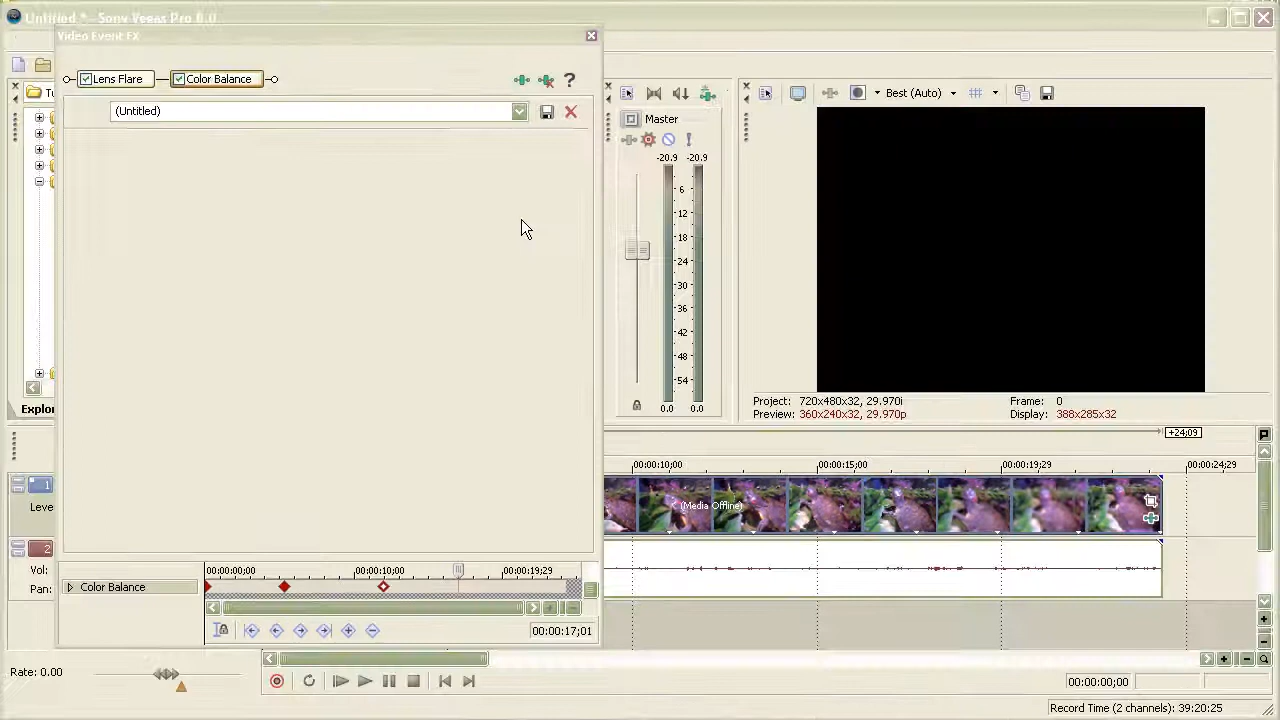 Untitled * - Sony Vegas Pro 8.0
Video Event FX
Lens Flare
Color Balance
?
(Untitled)
Master
Best (Auto)
-20.9 -20.9
6
12
18
24
30
36
42
48
54
0.0 0.0
Project: 720x480x32, 29.970i
Frame: 0
Preview: 360x240x32, 29.970p
Display: 388x285x32
Explor
+24;09
00:00:10;00
00:00:15;00
00:00:19;29
00:00:24;29
1
Leve
(Media Offline)
2
Vol:
Pan:
00:00:00;00
00:00:10;00
00:00:19;29
Color Balance
00:00:17;01
Rate: 0.00
00:00:00;00
Record Time (2 channels): 39:20:25